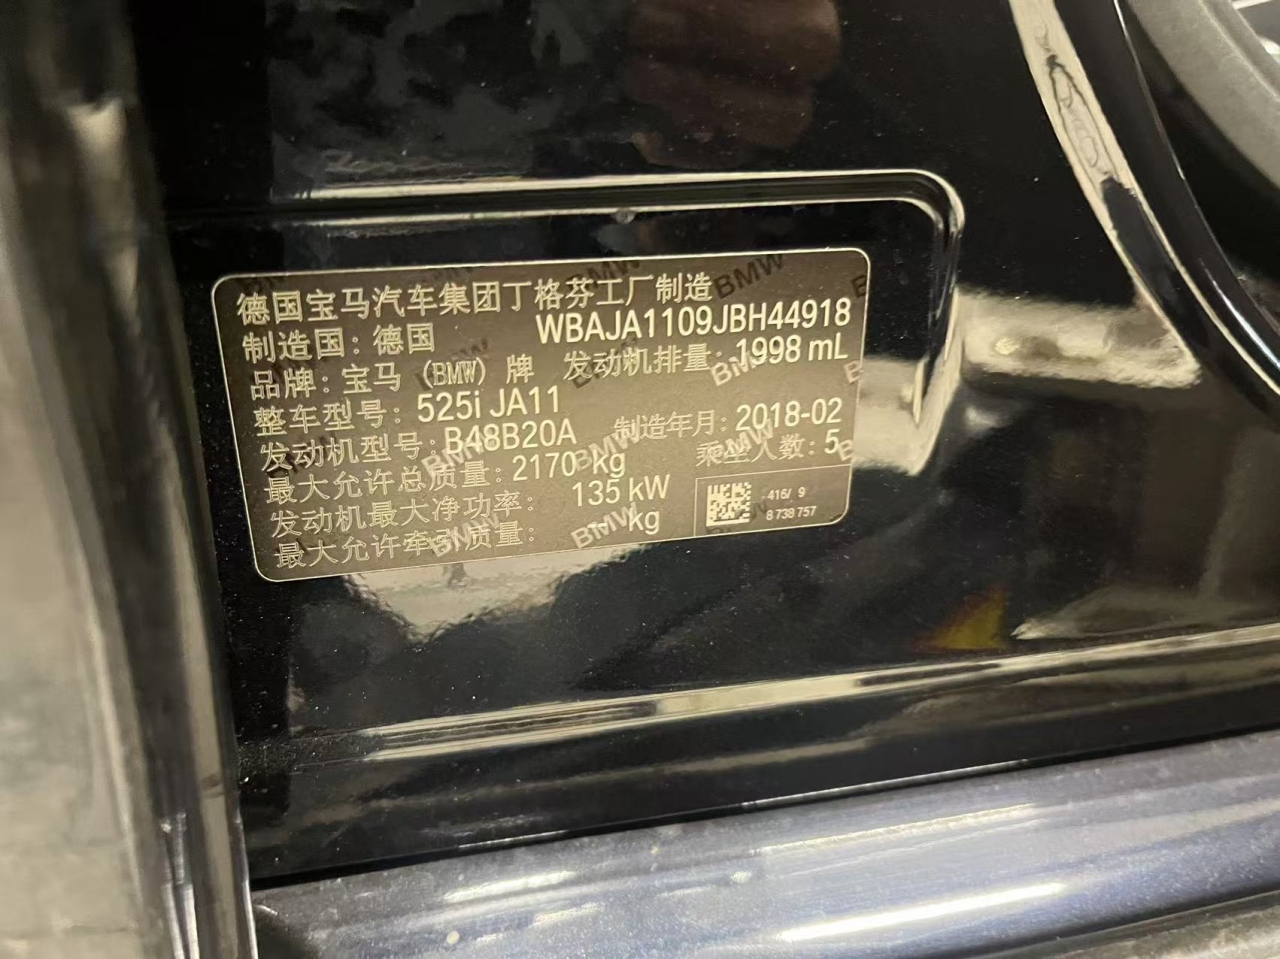 德国宝马汽车集团丁格芬工厂制造
制造国: 德国 WBAJA1109JBH44918
品牌: 宝马 (BMW) 牌 发动机排量: 1998 mL
整车型号: 525i JA11
发动机型号: B48B20A 制造年月: 2018-02
最大允许总质量: 2170 kg 乘坐人数: 5
发动机最大净功率: 135 kW
最大允许牵引质量: — kg
416/ 9
8 738 757